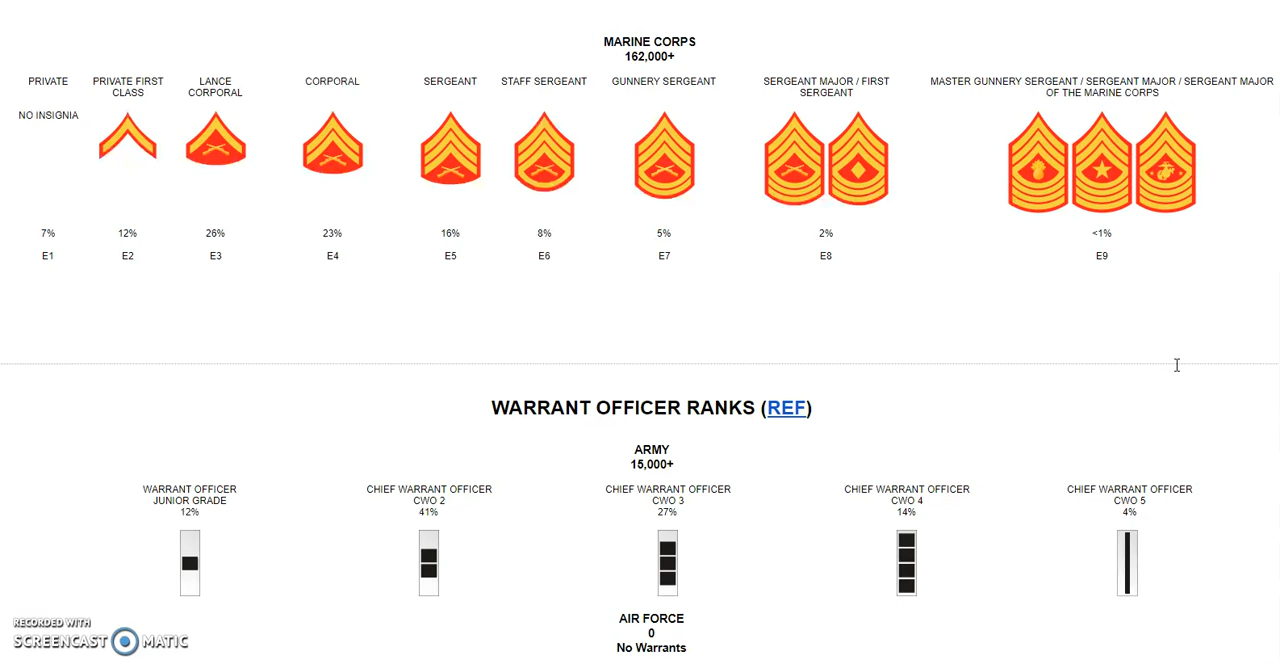 MARINE CORPS
162,000+
PRIVATE
PRIVATE FIRST
CLASS
LANCE
CORPORAL
CORPORAL
SERGEANT
STAFF SERGEANT
GUNNERY SERGEANT
SERGEANT MAJOR / FIRST
SERGEANT
MASTER GUNNERY SERGEANT / SERGEANT MAJOR / SERGEANT MAJOR
OF THE MARINE CORPS
NO INSIGNIA
7%
12%
26%
23%
16%
8%
5%
2%
<1%
E1
E2
E3
E4
E5
E6
E7
E8
E9
WARRANT OFFICER RANKS (REF)
ARMY
15,000+
WARRANT OFFICER
JUNIOR GRADE
12%
CHIEF WARRANT OFFICER
CWO 2
41%
CHIEF WARRANT OFFICER
CWO 3
27%
CHIEF WARRANT OFFICER
CWO 4
14%
CHIEF WARRANT OFFICER
CWO 5
4%
AIR FORCE
0
No Warrants
RECORDED WITH
SCREENCAST MATIC